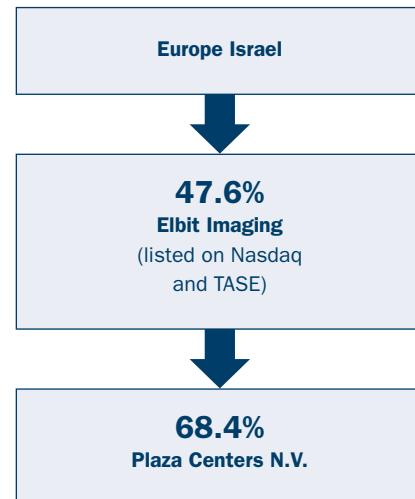 Europe Israel
47.6%
Elbit Imaging
(listed on Nasdaq
and TASE)
68.4%
Plaza Centers N.V.